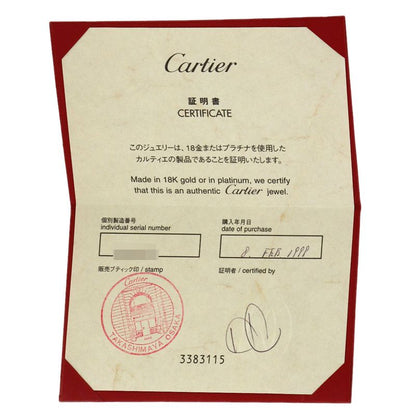 Cartier
証明書
CERTIFICATE
このジュエリーは、18金またはプラチナを使用した
カルティエの製品であることを証明いたします。
Made in 18K gold or in platinum, we certify
that this is an authentic Cartier jewel.
個別製造番号
individual serial number
購入年月日
date of purchase
8. FEB 1999
販売ブティック印 / stamp
証明者 / certified by
Cartier
TAKASHIMAYA OSAKA
3383115